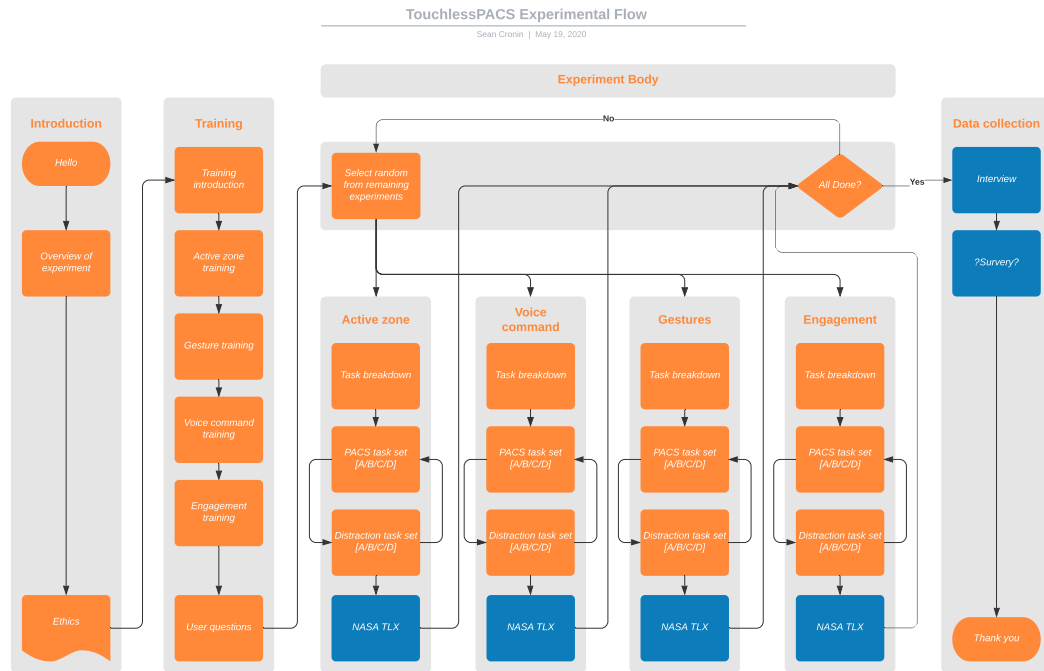 TouchlessPACS Experimental Flow
Sean Cronin | May 19, 2020
Experiment Body
Introduction
Hello
Overview of
experiment
Ethics
Training
Training
introduction
Active zone
training
Gesture training
Voice command
training
Engagement
training
User questions
No
Select random
from remaining
experiments
All Done?
Yes
Active zone
Task breakdown
PACS task set
[A/B/C/D]
Distraction task set
[A/B/C/D]
NASA TLX
Voice
command
Task breakdown
PACS task set
[A/B/C/D]
Distraction task set
[A/B/C/D]
NASA TLX
Gestures
Task breakdown
PACS task set
[A/B/C/D]
Distraction task set
[A/B/C/D]
NASA TLX
Engagement
Task breakdown
PACS task set
[A/B/C/D]
Distraction task set
[A/B/C/D]
NASA TLX
Data collection
Interview
?Survery?
Thank you